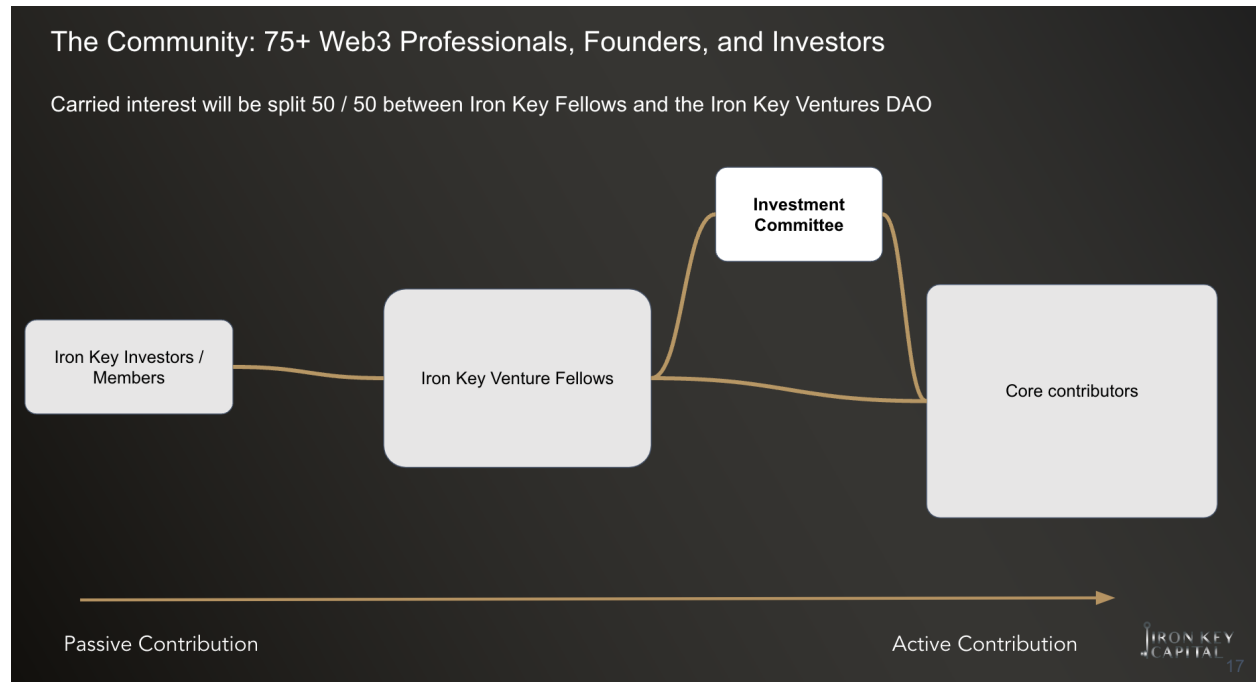 The Community: 75+ Web3 Professionals, Founders, and Investors
Carried interest will be split 50 / 50 between Iron Key Fellows and the Iron Key Ventures DAO
Investment
Committee
Iron Key Investors /
Members
Iron Key Venture Fellows
Core contributors
Passive Contribution
Active Contribution
IRON KEY
CAPITAL
17